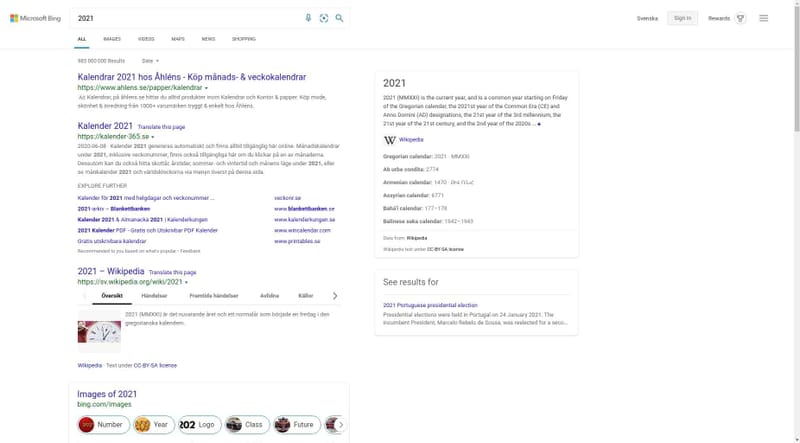 Microsoft Bing
2021
Svenska
Sign in
Rewards
ALL
IMAGES
VIDEOS
MAPS
NEWS
SHOPPING
985 000 000 Results
Date
Kalendrar 2021 hos Åhléns - Köp månads- & veckokalendrar
https://www.ahlens.se/papper/kalendrar
Ad Kalendrar, på åhlens.se hittar du alltid produkter inom Kalendrar och Kontor & papper. Köp mode,
skönhet & inredning från 1000+ varumärken tryggt & enkelt hos Åhléns.
Kalender 2021 Translate this page
https://kalender-365.se
2020-06-08 · Kalendern 2021 genereras automatiskt och finns alltid tillgänglig här online. Månadskalendrar
under 2021, inklusive veckonummer, finns också tillgängliga här om du klickar på en av månaderna.
Dessutom kan du också hitta skottår, årstider, sommar- och vintertid och månens läge under 2021, eller
se månkalender 2021 och världsklockorna via menyn överst på denna sida.
EXPLORE FURTHER
Kalender för 2021 med helgdagar och veckonummer ...
veckonr.se
2021-arkiv – Blankettbanken
www.blankettbanken.se
Kalender 2021 & Almanacka 2021 | Kalenderkungen
www.kalenderkungen.se
2021 Kalender PDF - Gratis och Utskrivbar PDF Kalender
www.wincalendar.com
Gratis utskrivbara kalendrar
www.printables.se
Recommended to you based on what's popular • Feedback
2021 – Wikipedia Translate this page
https://sv.wikipedia.org/wiki/2021
Översikt
Händelser
Framtida händelser
Avlidna
Källor
2021 (MMXXI) är det nuvarande året och ett normalår som började en fredag i den
gregorianska kalendern.
Wikipedia · Text under CC-BY-SA license
Images of 2021
bing.com/images
Number
Year
Logo
Class
Future
2021
2021 (MMXXI) is the current year, and is a common year starting on Friday
of the Gregorian calendar, the 2021st year of the Common Era (CE) and
Anno Domini (AD) designations, the 21st year of the 3rd millennium, the
21st year of the 21st century, and the 2nd year of the 2020s ...
Wikipedia
Gregorian calendar: 2021 · MMXXI
Ab urbe condita: 2774
Armenian calendar: 1470
Assyrian calendar: 6771
Bahá'í calendar: 177–178
Balinese saka calendar: 1942–1943
Data from: Wikipedia
Wikipedia text under CC-BY-SA license
See results for
2021 Portuguese presidential election
Presidential elections were held in Portugal on 24 January 2021. The
incumbent President, Marcelo Rebelo de Sousa, was reelected for a seco...